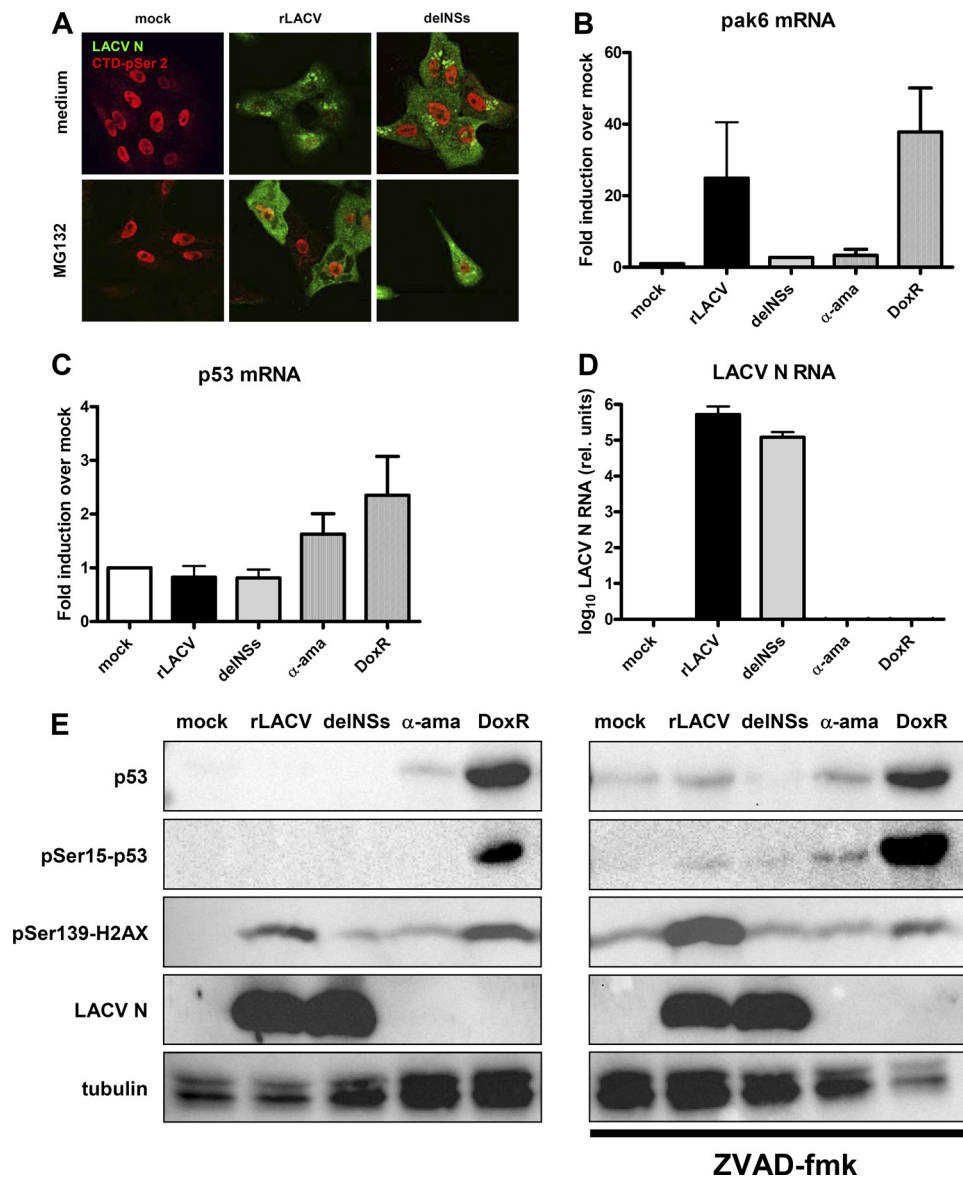 A
mock
rLACV
delNSs
LACV N
CTD-pSer 2
medium
MG132
B
pak6 mRNA
Fold induction over mock
60
40
20
0
mock
rLACV
delNSs
α-ama
DoxR
C
p53 mRNA
Fold induction over mock
4
3
2
1
0
mock
rLACV
delNSs
α-ama
DoxR
D
LACV N RNA
log10 LACV N RNA (rel. units)
6
5
4
3
2
1
0
mock
rLACV
delNSs
α-ama
DoxR
E
mock rLACV delNSs α-ama DoxR
mock rLACV delNSs α-ama DoxR
p53
pSer15-p53
pSer139-H2AX
LACV N
tubulin
ZVAD-fmk